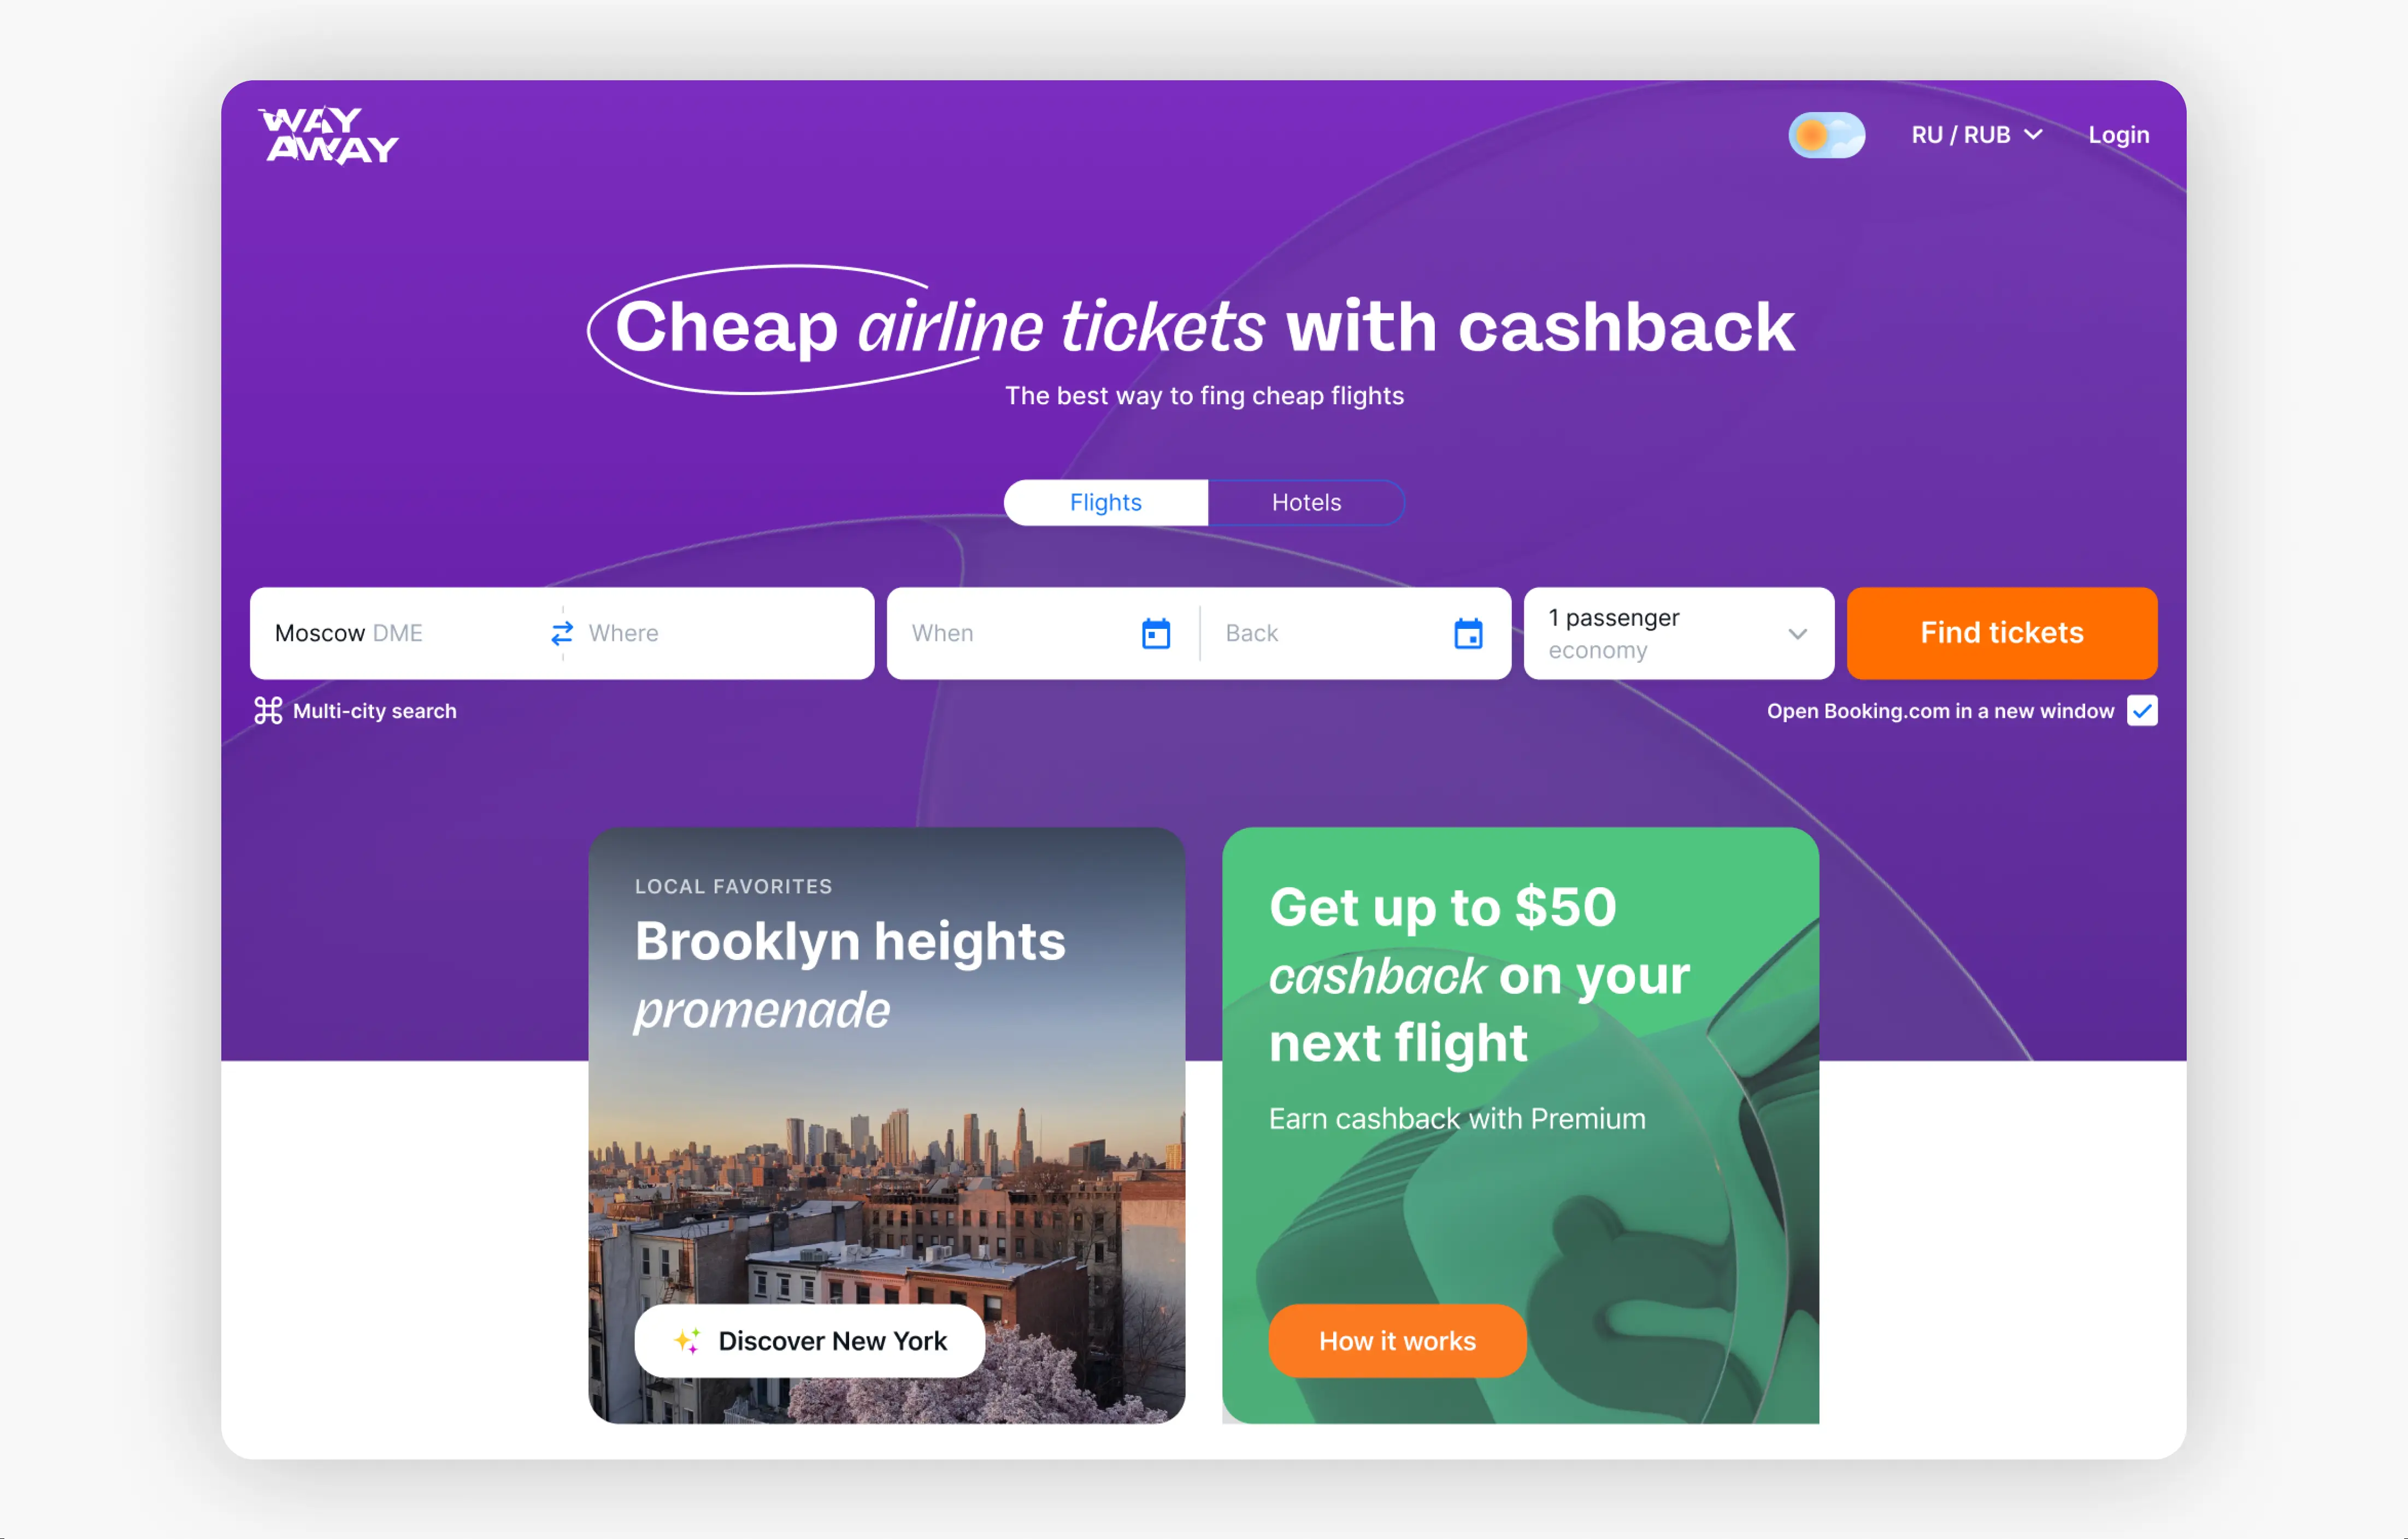 WAY
AWAY
RU / RUB
Login
Cheap airline tickets with cashback
The best way to fing cheap flights
Flights
Hotels
Moscow DME
Where
When
Back
1 passenger
economy
Find tickets
Multi-city search
Open Booking.com in a new window
LOCAL FAVORITES
Brooklyn heights
promenade
Discover New York
Get up to $50
cashback on your
next flight
Earn cashback with Premium
How it works